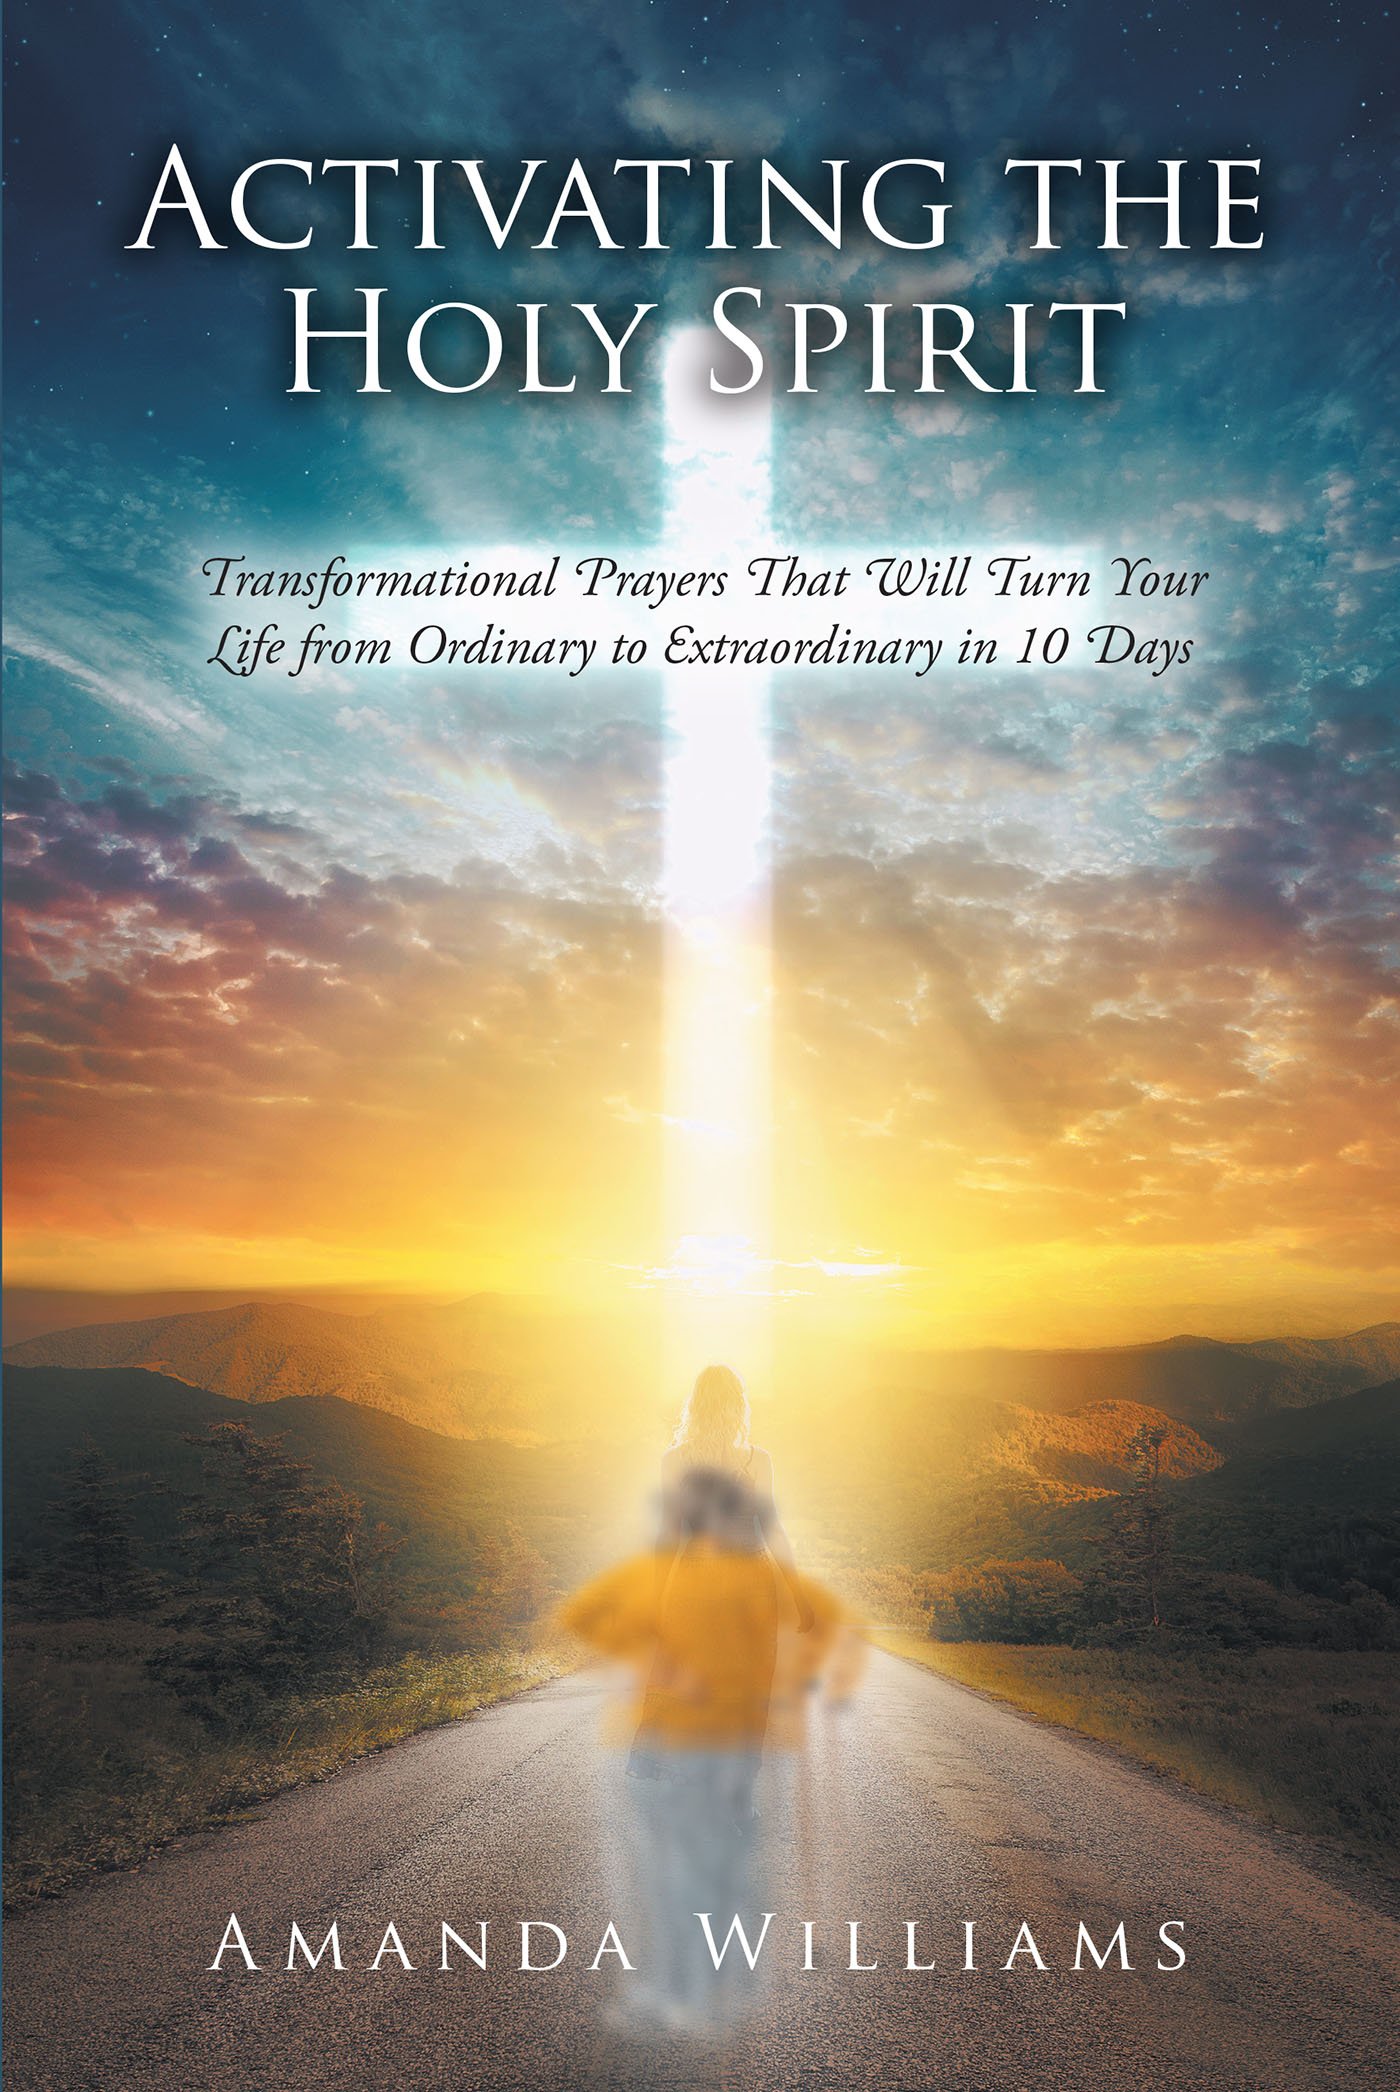 ACTIVATING THE
HOLY SPIRIT
Transformational Prayers That Will Turn Your
Life from Ordinary to Extraordinary in 10 Days
AMANDA WILLIAMS